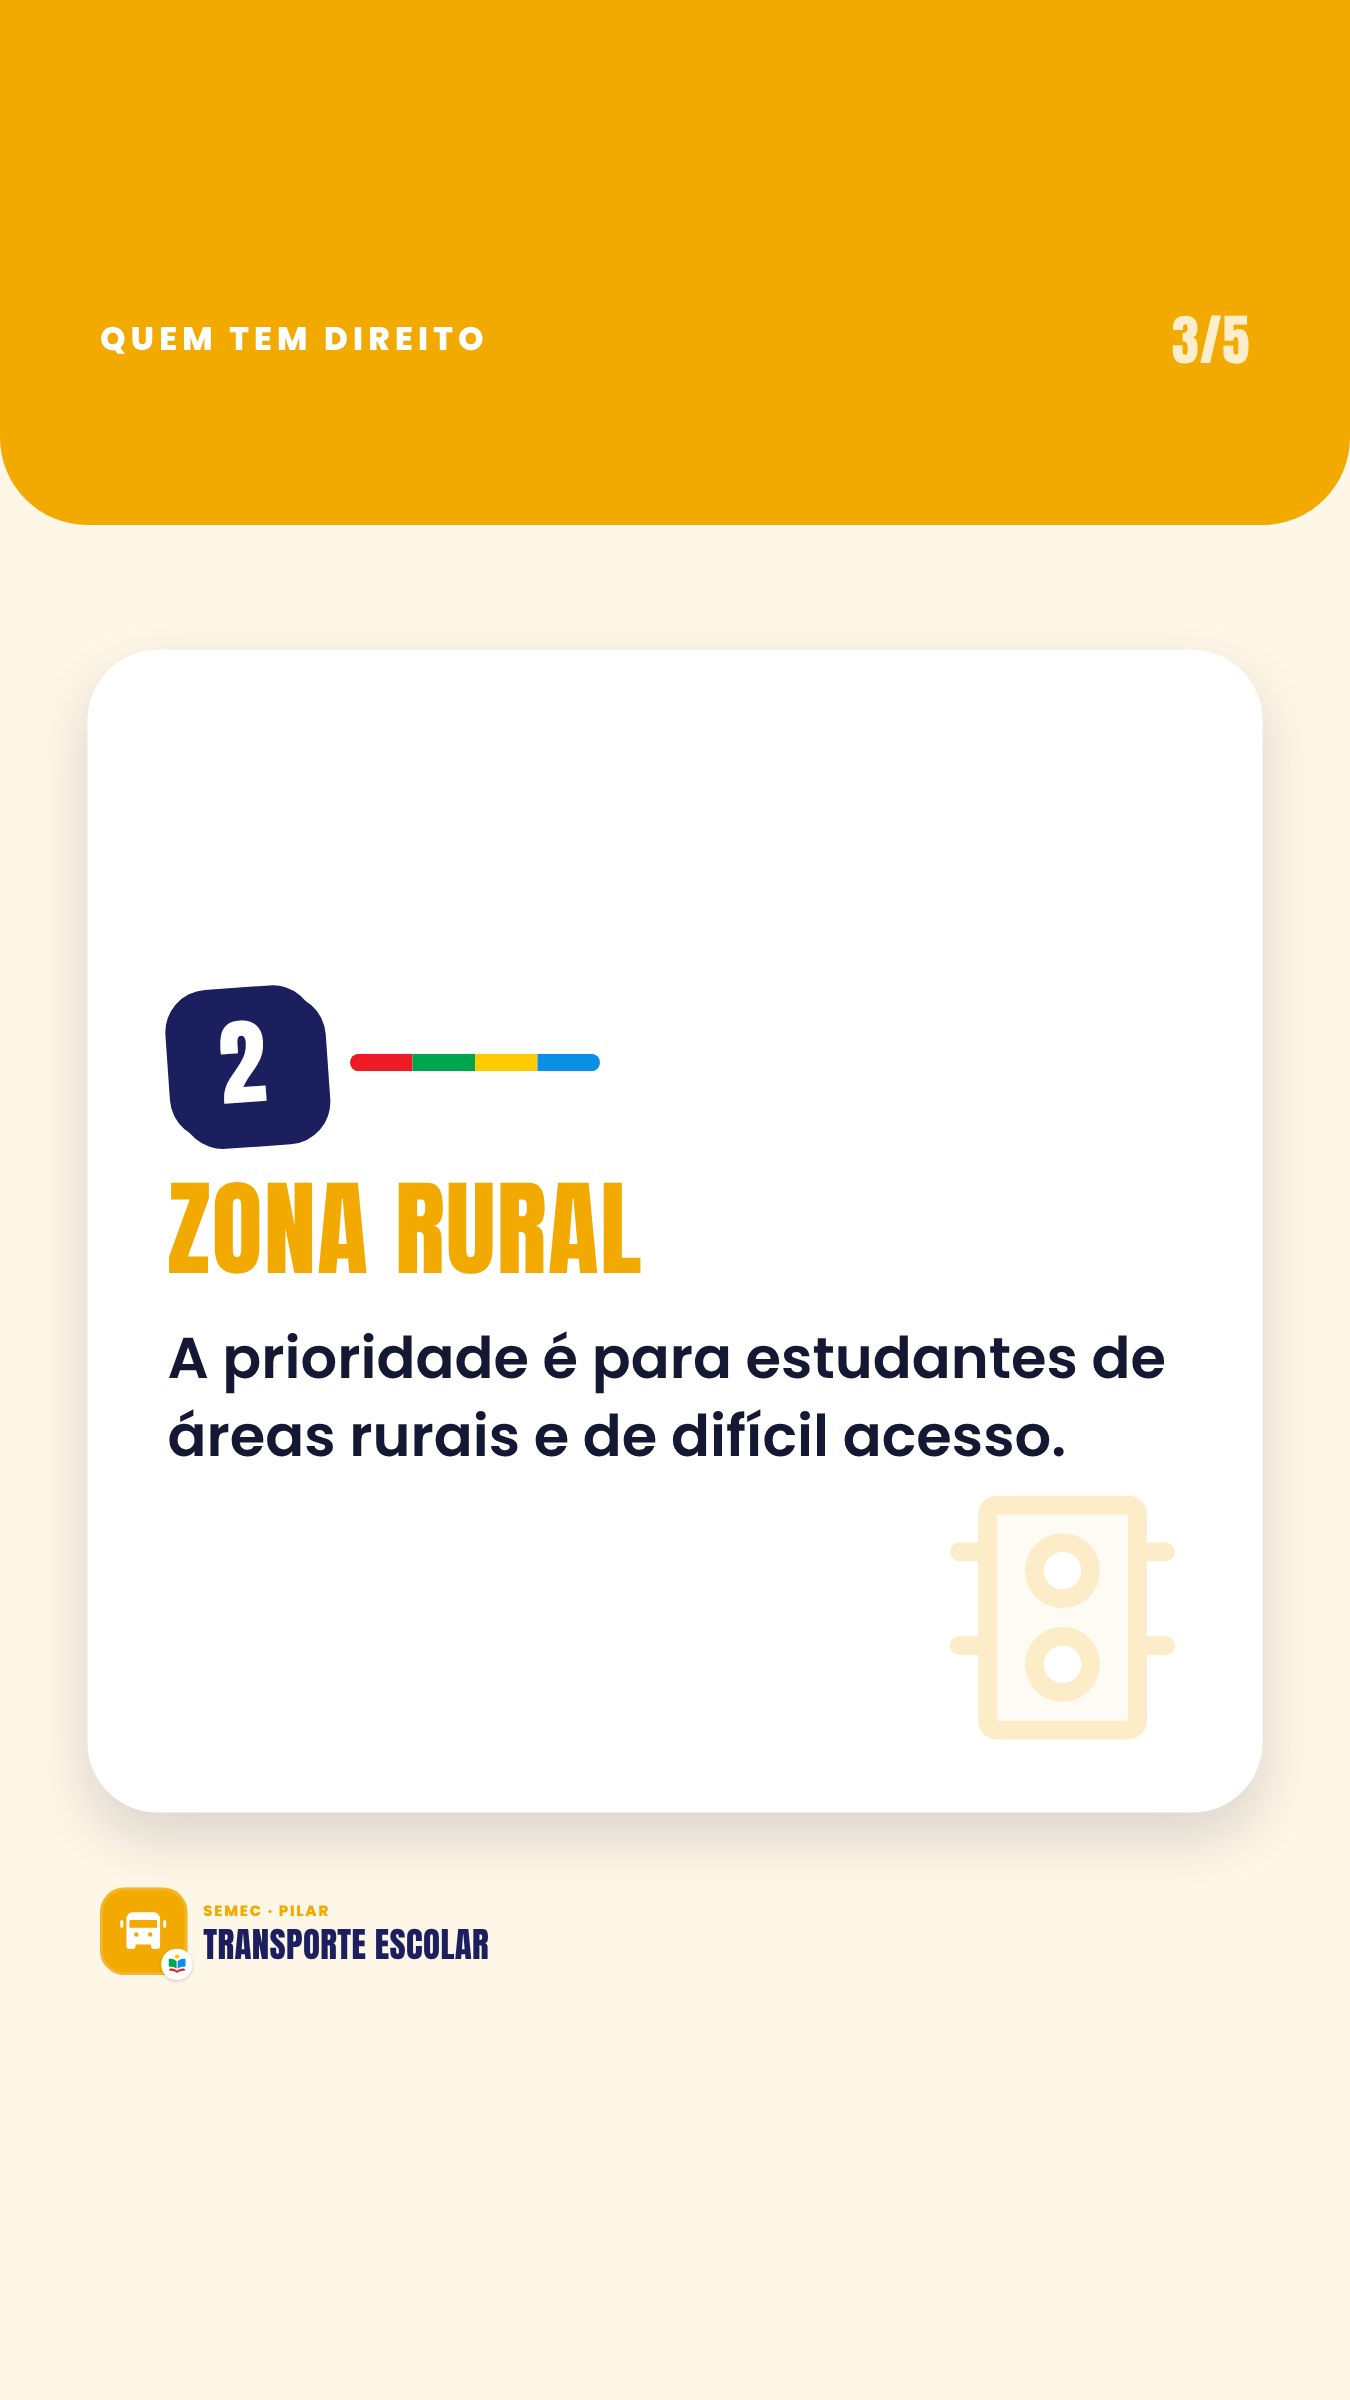 QUEM TEM DIREITO
3/5
2
ZONA RURAL
A prioridade é para estudantes de
áreas rurais e de difícil acesso.
SEMEC · PILAR
TRANSPORTE ESCOLAR